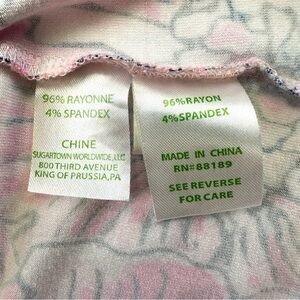 96% RAYONNE
4% SPANDEX
CHINE
SUGARTOWN WORLDWIDE, LLC
800 THIRD AVENUE
KING OF PRUSSIA, PA
96% RAYON
4% SPANDEX
MADE IN CHINA
RN#88189
SEE REVERSE
FOR CARE